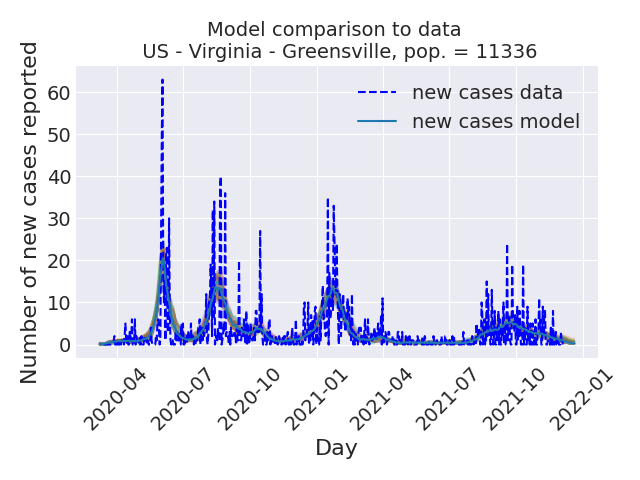 Model comparison to data
US - Virginia - Greensville, pop. = 11336
Number of new cases reported
60
50
40
30
20
10
0
new cases data
new cases model
2020-04
2020-07
2020-10
2021-01
2021-04
2021-07
2021-10
2022-01
Day